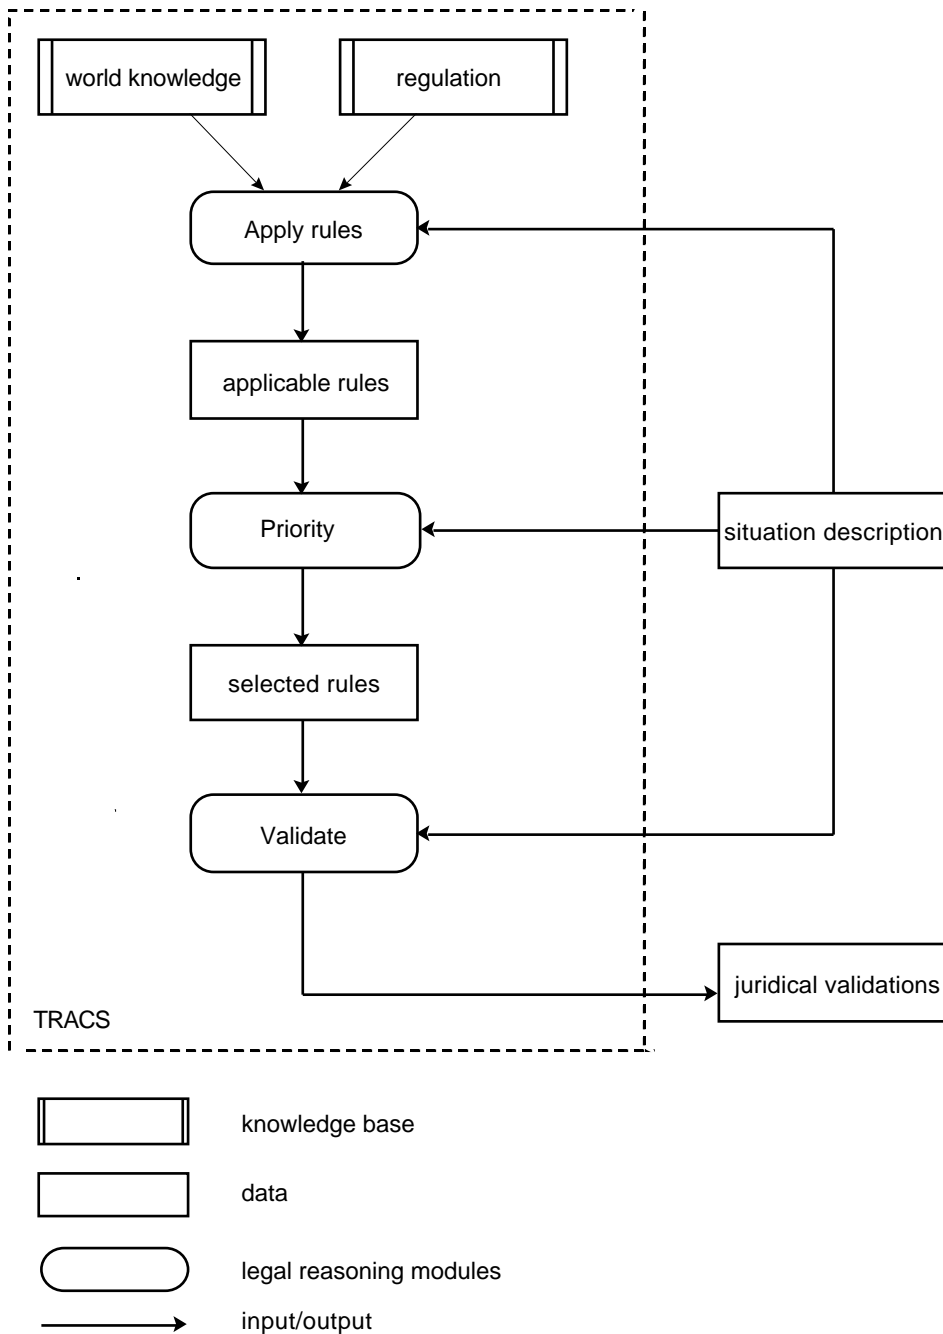 world knowledge
regulation
Apply rules
applicable rules
Priority
situation description
selected rules
Validate
juridical validations
TRACS
knowledge base
data
legal reasoning modules
input/output